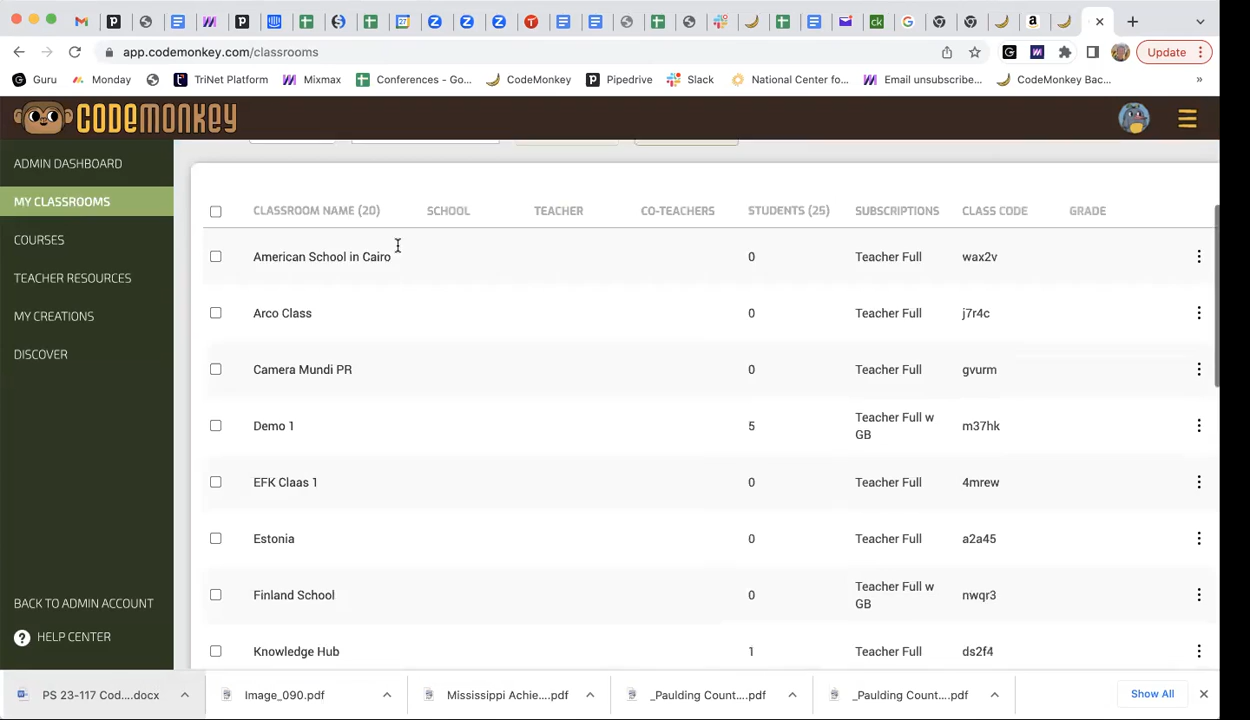 app.codemonkey.com/classrooms
Update
Guru
Monday
TriNet Platform
Mixmax
Conferences - Go...
CodeMonkey
Pipedrive
Slack
National Center fo...
Email unsubscribe...
CodeMonkey Bac...
»
CODEMONKEY
ADMIN DASHBOARD
MY CLASSROOMS
COURSES
TEACHER RESOURCES
MY CREATIONS
DISCOVER
BACK TO ADMIN ACCOUNT
? HELP CENTER
CLASSROOM NAME (20) SCHOOL TEACHER CO-TEACHERS STUDENTS (25) SUBSCRIPTIONS CLASS CODE GRADE
American School in Cairo 0 Teacher Full wax2v
Arco Class 0 Teacher Full j7r4c
Camera Mundi PR 0 Teacher Full gvurm
Demo 1 5 Teacher Full w GB m37hk
EFK Claas 1 0 Teacher Full 4mrew
Estonia 0 Teacher Full a2a45
Finland School 0 Teacher Full w GB nwqr3
Knowledge Hub 1 Teacher Full ds2f4
PS 23-117 Cod....docx
Image_090.pdf
Mississippi Achie....pdf
_Paulding Count....pdf
_Paulding Count....pdf
Show All